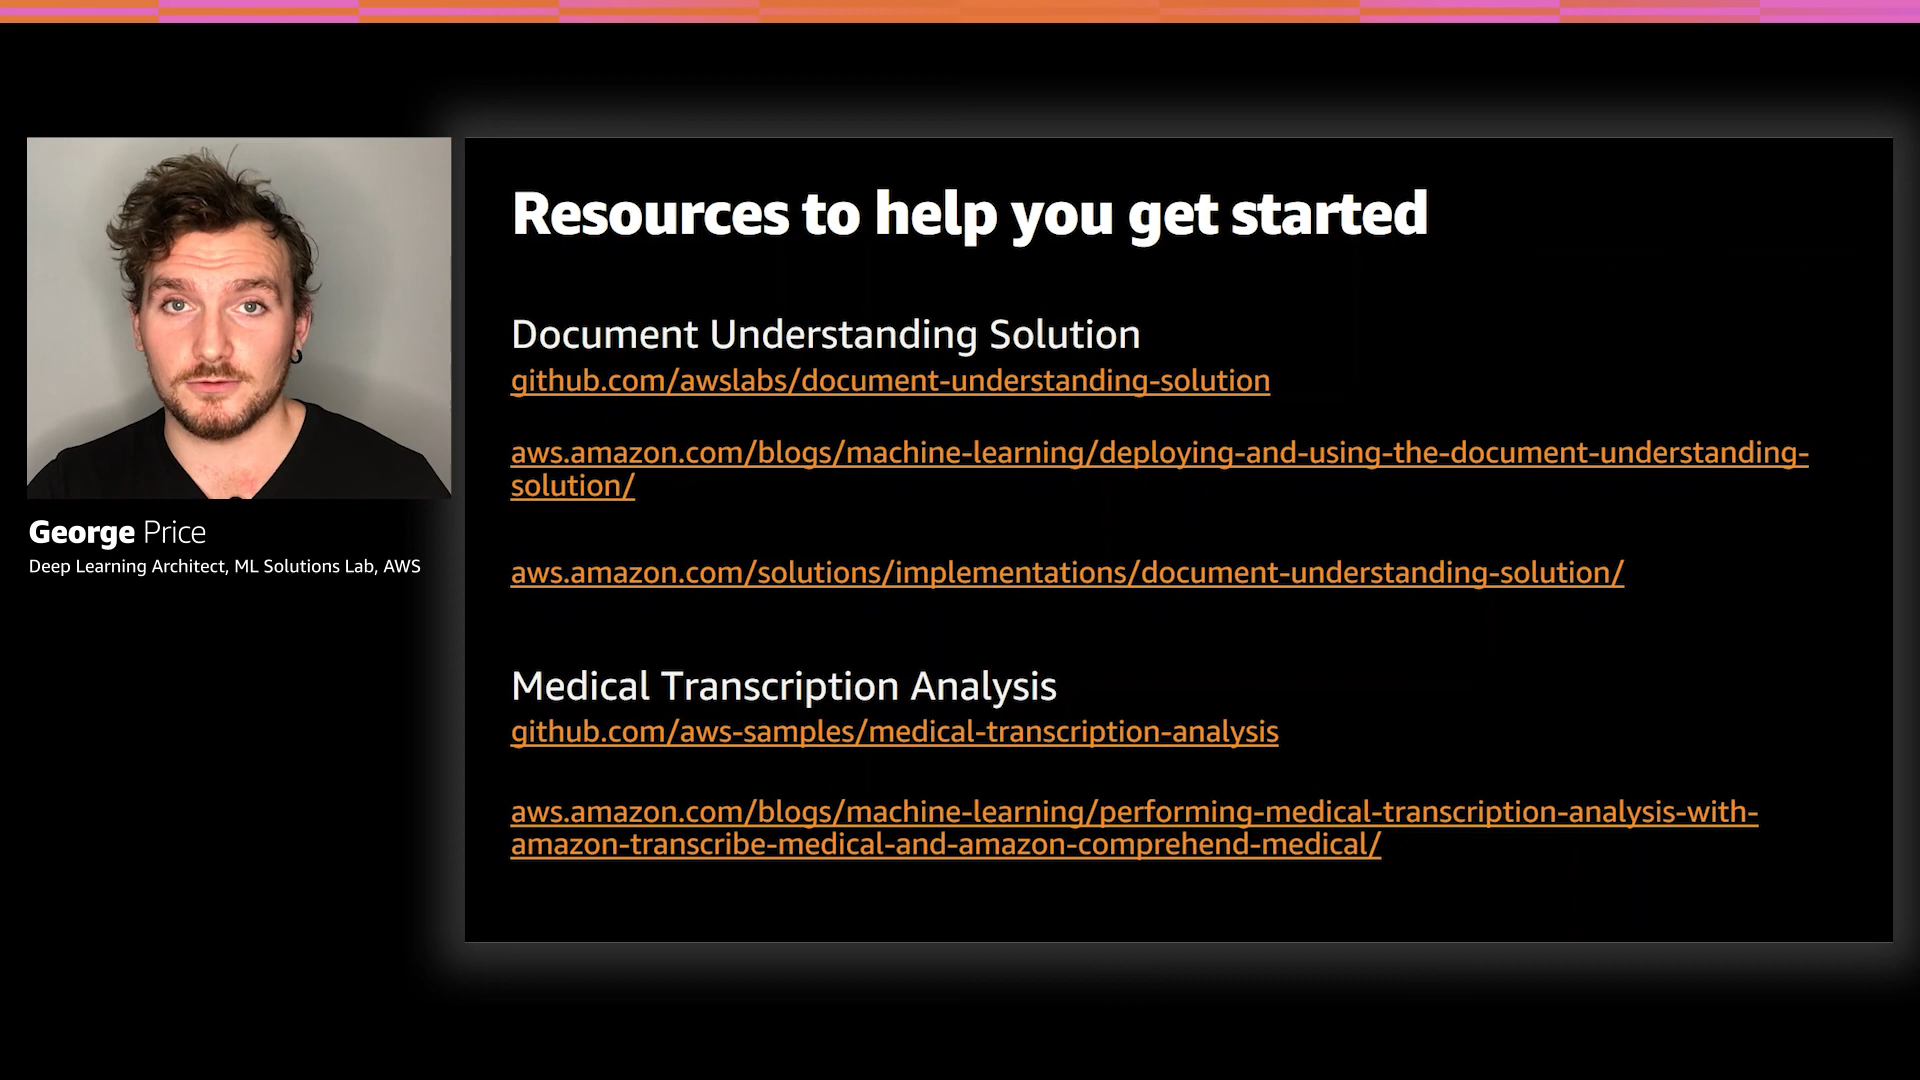 George Price
Deep Learning Architect, ML Solutions Lab, AWS
Resources to help you get started
Document Understanding Solution
github.com/awslabs/document-understanding-solution
aws.amazon.com/blogs/machine-learning/deploying-and-using-the-document-understanding-
solution/
aws.amazon.com/solutions/implementations/document-understanding-solution/
Medical Transcription Analysis
github.com/aws-samples/medical-transcription-analysis
aws.amazon.com/blogs/machine-learning/performing-medical-transcription-analysis-with-
amazon-transcribe-medical-and-amazon-comprehend-medical/